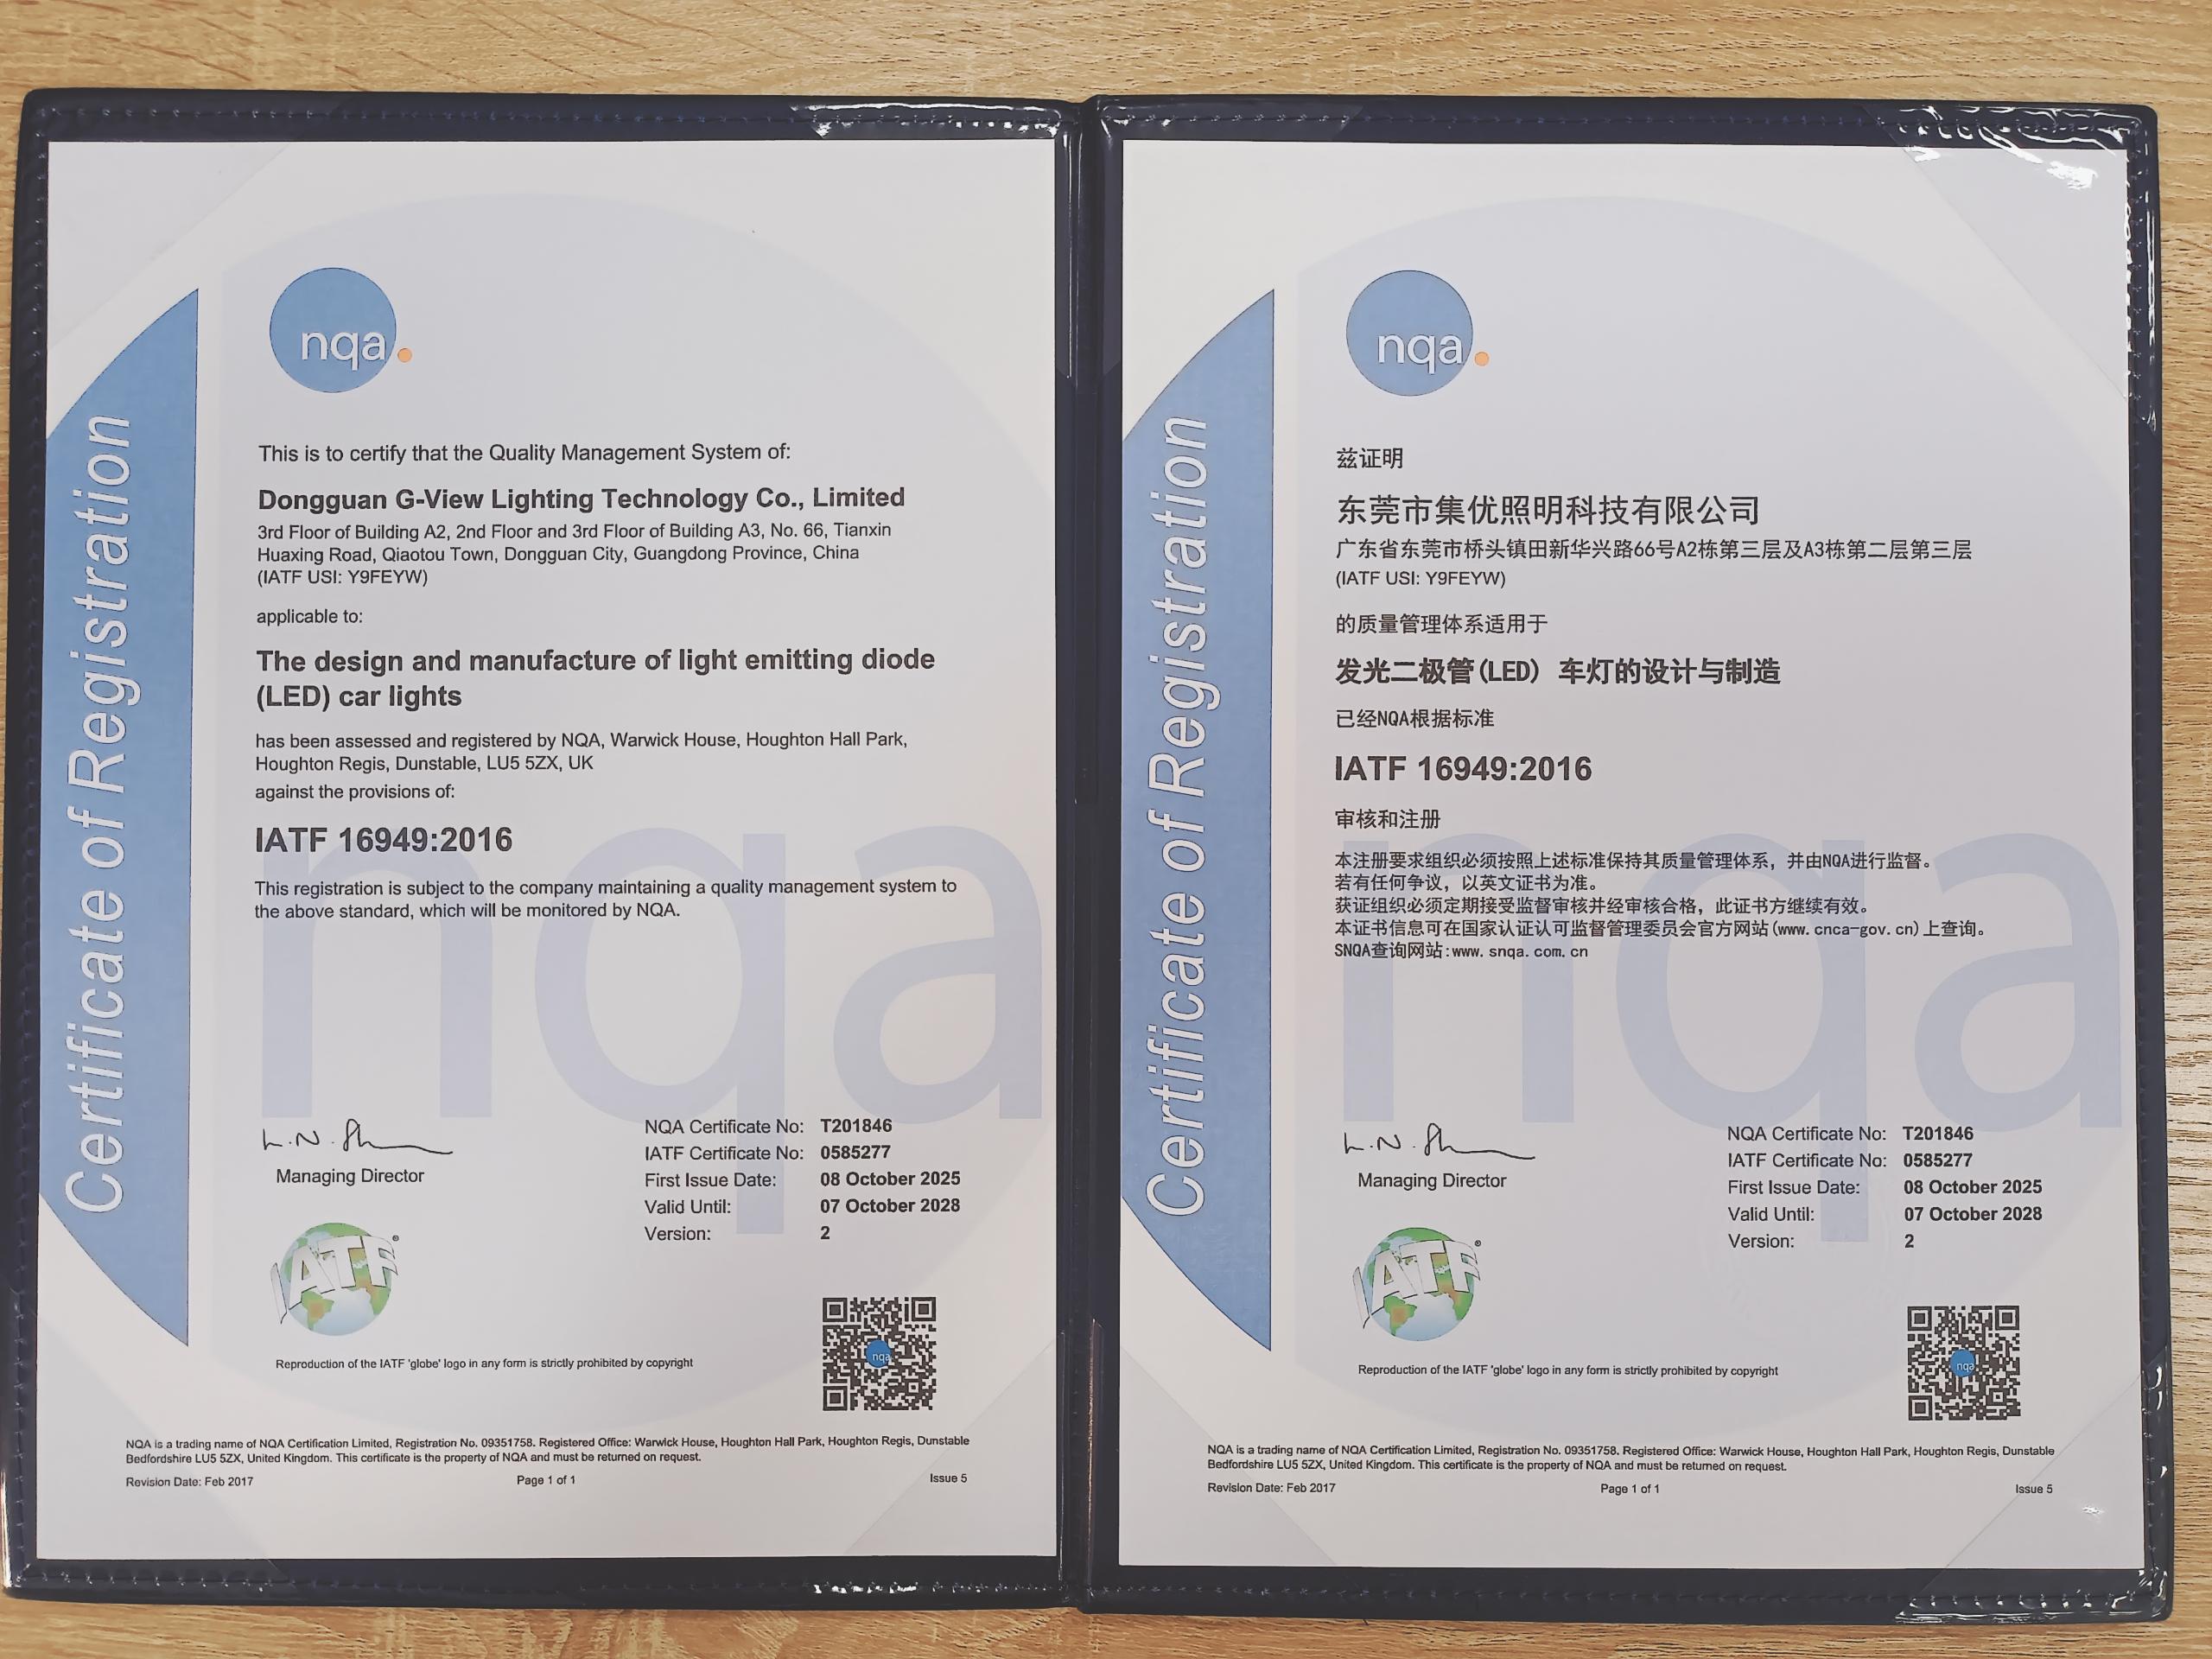 Certificate of Registration
nqa.
This is to certify that the Quality Management System of:
Dongguan G-View Lighting Technology Co., Limited
3rd Floor of Building A2, 2nd Floor and 3rd Floor of Building A3, No. 66, Tianxin
Huaxing Road, Qiaotou Town, Dongguan City, Guangdong Province, China
(IATF USI: Y9FEYW)
applicable to:
The design and manufacture of light emitting diode
(LED) car lights
has been assessed and registered by NQA, Warwick House, Houghton Hall Park,
Houghton Regis, Dunstable, LU5 5ZX, UK
against the provisions of:
IATF 16949:2016
This registration is subject to the company maintaining a quality management system to
the above standard, which will be monitored by NQA.
nqa
Managing Director
NQA Certificate No: T201846
IATF Certificate No: 0585277
First Issue Date: 08 October 2025
Valid Until: 07 October 2028
Version: 2
IATF®
nqa
Reproduction of the IATF 'globe' logo in any form is strictly prohibited by copyright
NQA is a trading name of NQA Certification Limited, Registration No. 09351758. Registered Office: Warwick House, Houghton Hall Park, Houghton Regis, Dunstable
Bedfordshire LU5 5ZX, United Kingdom. This certificate is the property of NQA and must be returned on request.
Revision Date: Feb 2017 Page 1 of 1 Issue 5
Certificate of Registration
nqa.
兹证明
东莞市集优照明科技有限公司
广东省东莞市桥头镇田新华兴路66号A2栋第三层及A3栋第二层第三层
(IATF USI: Y9FEYW)
的质量管理体系适用于
发光二极管(LED) 车灯的设计与制造
已经NQA根据标准
IATF 16949:2016
审核和注册
本注册要求组织必须按照上述标准保持其质量管理体系，并由NQA进行监督。
若有任何争议，以英文证书为准。
获证组织必须定期接受监督审核并经审核合格，此证书方继续有效。
本证书信息可在国家认证认可监督管理委员会官方网站(www.cnca-gov.cn)上查询。
SNQA查询网站:www.snqa.com.cn
nqa
Managing Director
NQA Certificate No: T201846
IATF Certificate No: 0585277
First Issue Date: 08 October 2025
Valid Until: 07 October 2028
Version: 2
IATF®
nqa
Reproduction of the IATF 'globe' logo in any form is strictly prohibited by copyright
NQA is a trading name of NQA Certification Limited, Registration No. 09351758. Registered Office: Warwick House, Houghton Hall Park, Houghton Regis, Dunstable
Bedfordshire LU5 5ZX, United Kingdom. This certificate is the property of NQA and must be returned on request.
Revision Date: Feb 2017 Page 1 of 1 Issue 5